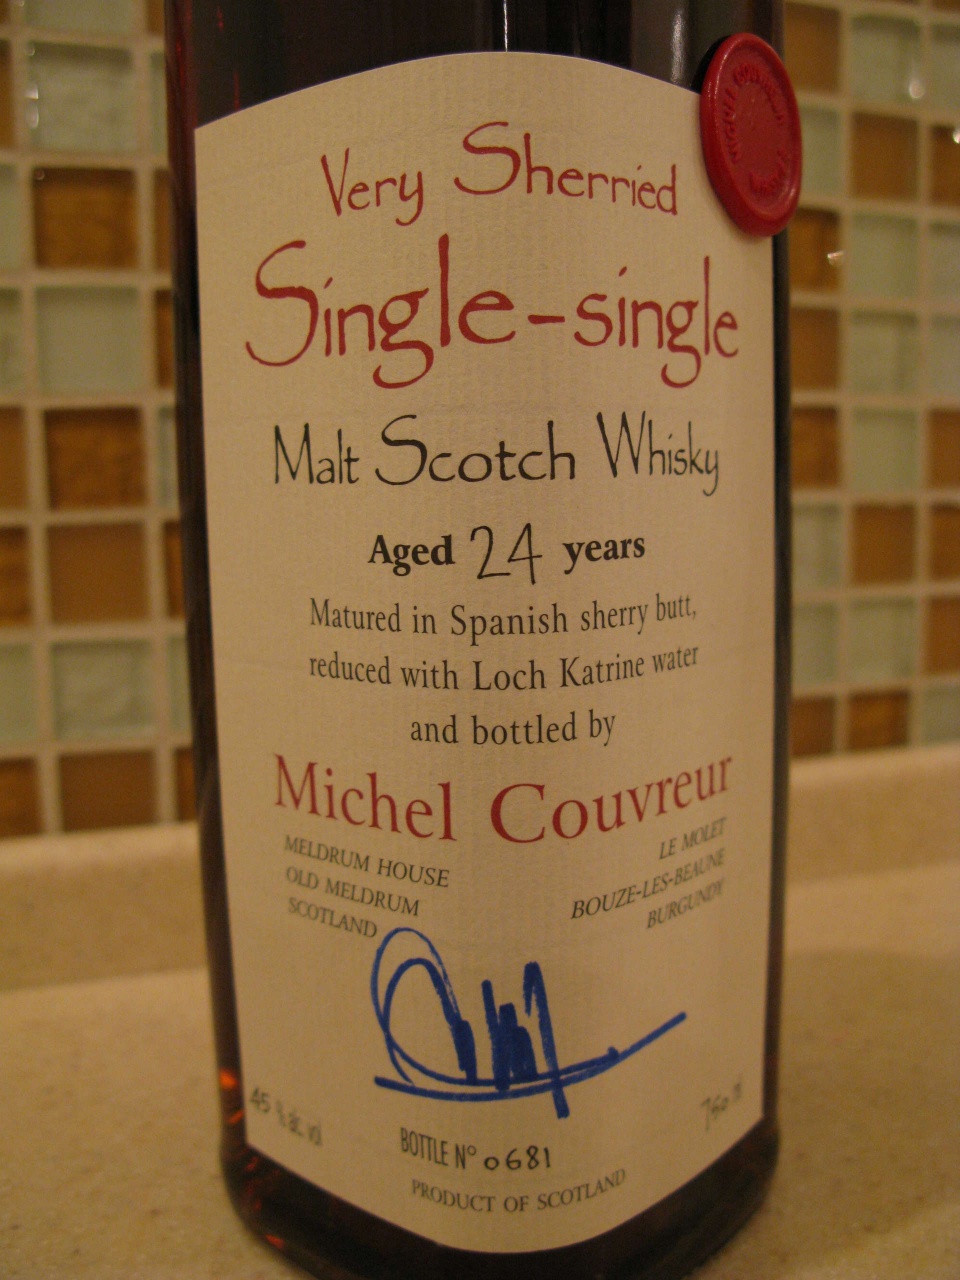 Very Sherried
Single-single
Malt Scotch Whisky
Aged 24 years
Matured in Spanish sherry butt,
reduced with Loch Katrine water
and bottled by
Michel Couvreur
MELDRUM HOUSE
OLD MELDRUM
SCOTLAND
LE MOLET
BOUZE-LES-BEAUNE
BURGUNDY
45 % alc vol
750 ml
BOTTLE N° 0681
PRODUCT OF SCOTLAND